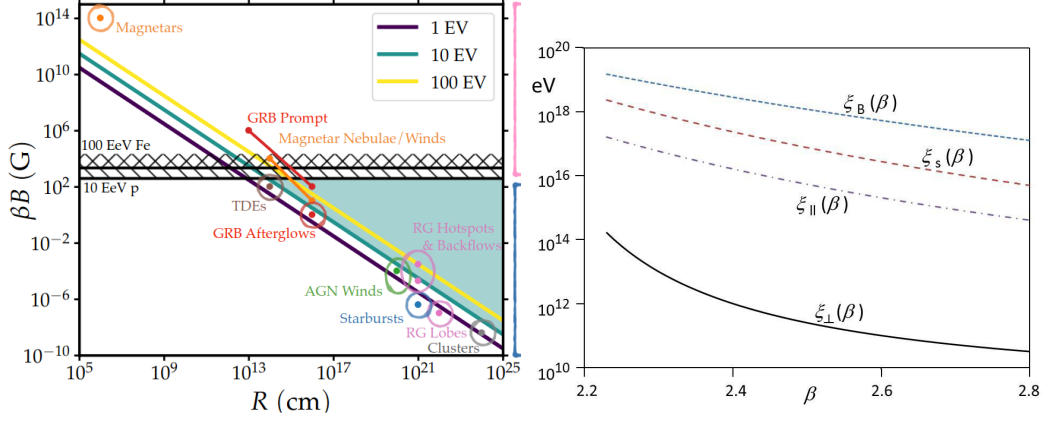 10^14
10^10
10^6
10^2
10^−2
10^−6
10^−10
βB (G)
10^5
10^9
10^13
10^17
10^21
10^25
R (cm)
1 EV
10 EV
100 EV
Magnetars
GRB Prompt
Magnetar Nebulae/Winds
100 EeV Fe
10 EeV p
TDEs
GRB Afterglows
RG Hotspots
& Backflows
AGN Winds
Starbursts
RG Lobes
Clusters
10^20
eV
10^18
10^16
10^14
10^12
10^10
ξ_B(β)
ξ_s(β)
ξ_||(β)
ξ_⊥(β)
2.2
2.4
2.6
2.8
β